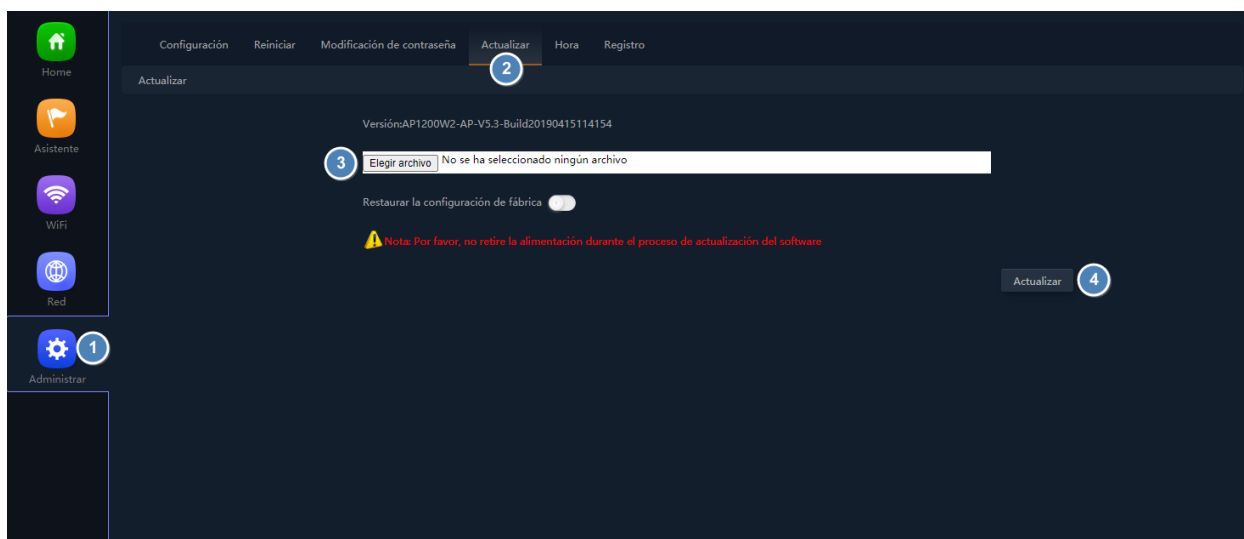 Home
Asistente
WiFi
Red
Administrar
1
Configuración Reiniciar Modificación de contraseña Actualizar Hora Registro
2
Actualizar
Versión:AP1200W2-AP-V5.3-Build20190415114154
3 Elegir archivo No se ha seleccionado ningún archivo
Restaurar la configuración de fábrica
Nota: Por favor, no retire la alimentación durante el proceso de actualización del software
Actualizar 4